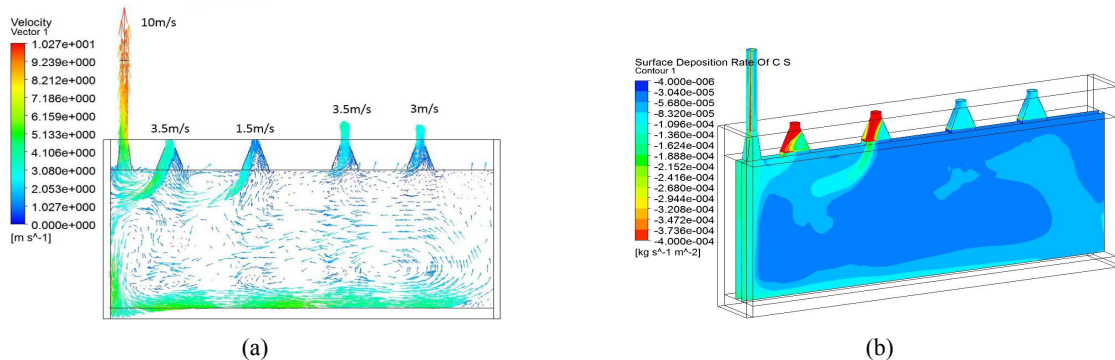 Velocity
Vector 1
1.027e+001
9.239e+000
8.213e+000
7.186e+000
6.159e+000
5.133e+000
4.106e+000
3.080e+000
2.053e+000
1.027e+000
0.000e+000
[m s^-1]
10m/s
3.5m/s
1.5m/s
3.5m/s
3m/s
(a)
Surface Deposition Rate Of C S
Contour 1
-4.000e-006
-3.040e-005
-5.680e-005
-8.320e-005
-1.096e-004
-1.360e-004
-1.624e-004
-1.888e-004
-2.152e-004
-2.416e-004
-2.680e-004
-2.944e-004
-3.208e-004
-3.472e-004
-3.736e-004
-4.000e-004
[kg s^-1 m^-2]
(b)